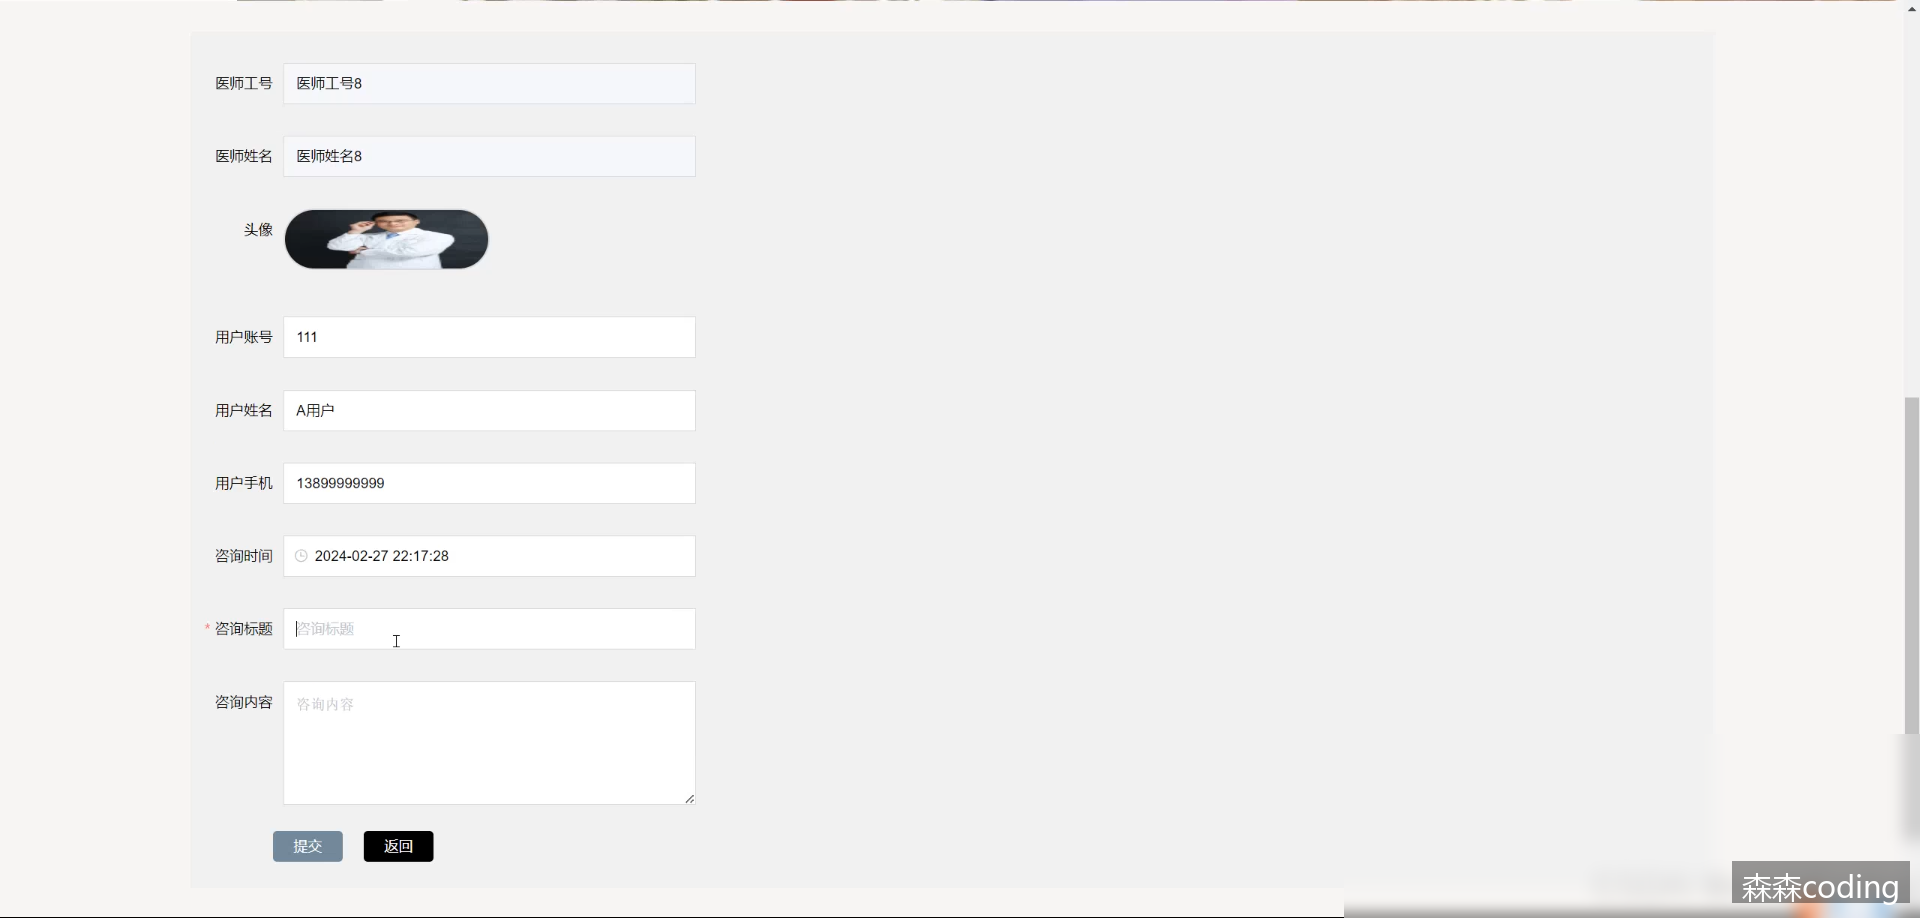 医师工号 医师工号8
医师姓名 医师姓名8
头像
用户账号 111
用户姓名 A用户
用户手机 13899999999
咨询时间 2024-02-27 22:17:28
* 咨询标题 咨询标题
咨询内容 咨询内容
提交 返回
森森coding